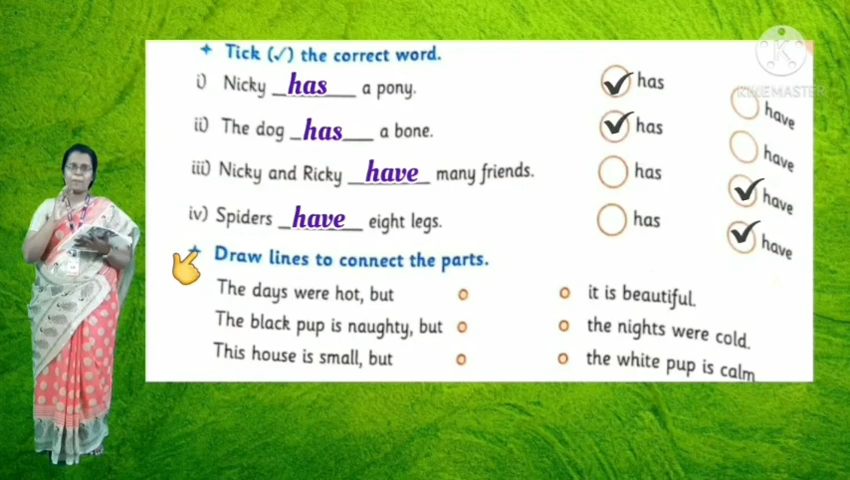 Tick (✓) the correct word.
i) Nicky has a pony. has have
ii) The dog has a bone. has have
iii) Nicky and Ricky have many friends. has have
iv) Spiders have eight legs. has have
Draw lines to connect the parts.
The days were hot, but it is beautiful.
The black pup is naughty, but the nights were cold.
This house is small, but the white pup is calm
KINEMASTER